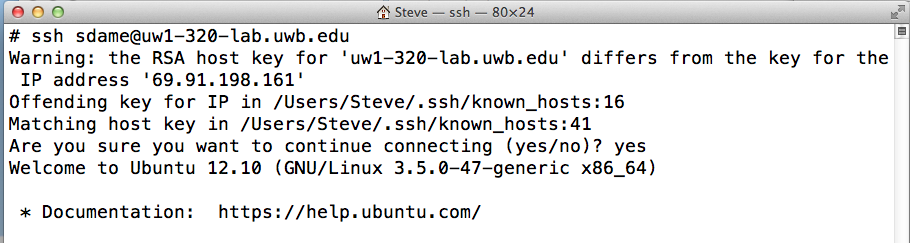 Steve — ssh — 80×24
# ssh sdame@uw1-320-lab.uwb.edu
Warning: the RSA host key for 'uw1-320-lab.uwb.edu' differs from the key for the
 IP address '69.91.198.161'
Offending key for IP in /Users/Steve/.ssh/known_hosts:16
Matching host key in /Users/Steve/.ssh/known_hosts:41
Are you sure you want to continue connecting (yes/no)? yes
Welcome to Ubuntu 12.10 (GNU/Linux 3.5.0-47-generic x86_64)
 * Documentation:  https://help.ubuntu.com/